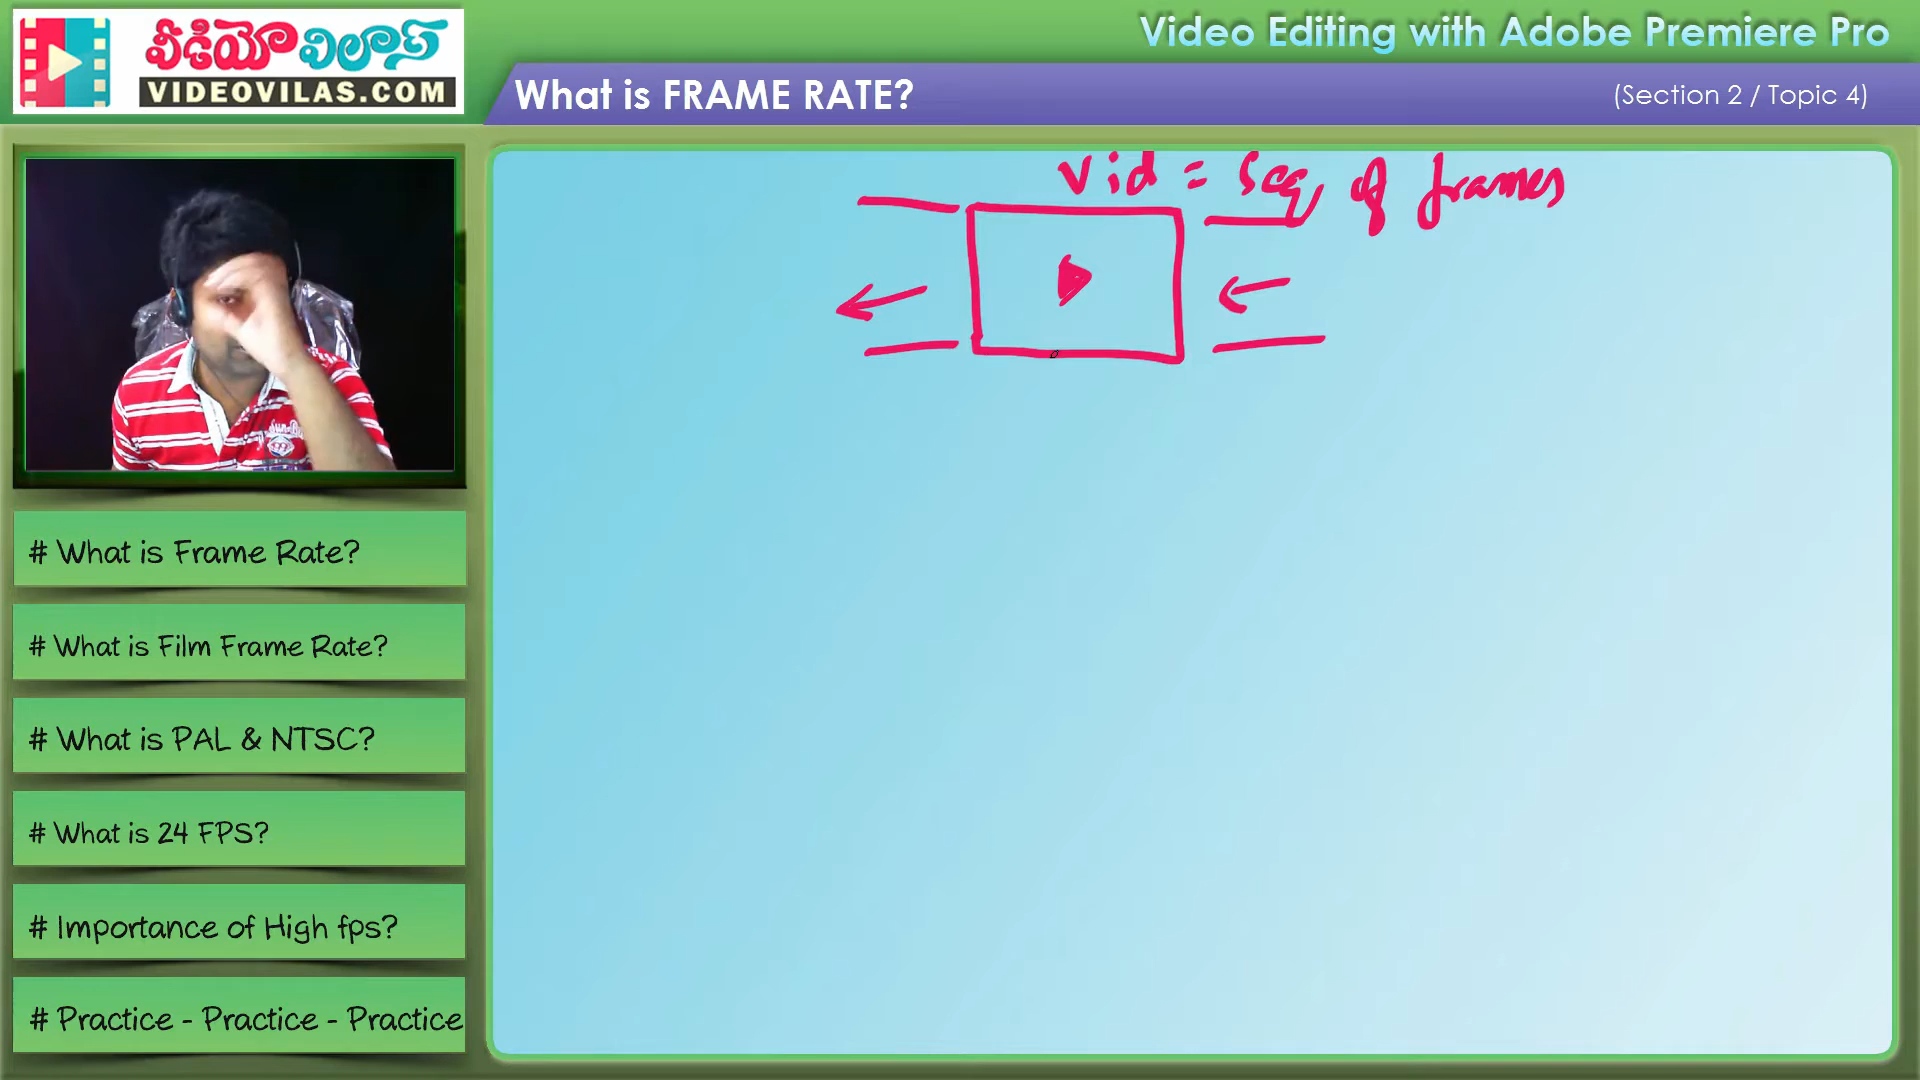 వీడియో విలాస్
VIDEOVILAS.COM
Video Editing with Adobe Premiere Pro
What is FRAME RATE?
(Section 2 / Topic 4)
Vid = Seq of frames
# What is Frame Rate?
# What is Film Frame Rate?
# What is PAL & NTSC?
# What is 24 FPS?
# Importance of High fps?
# Practice - Practice - Practice